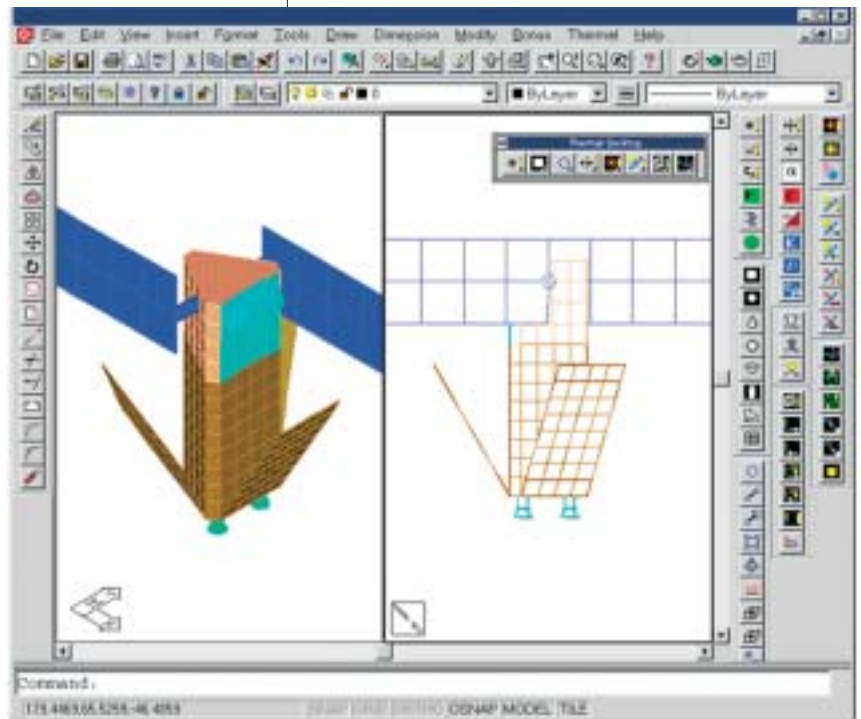 File Edit View Insert Format Tools Draw Dimension Modify Bonus Thermal Help
0 ByLayer ByLayer
Thermal Desktop
Command:
SNAP GRID ORTHO OSNAP MODEL TILE